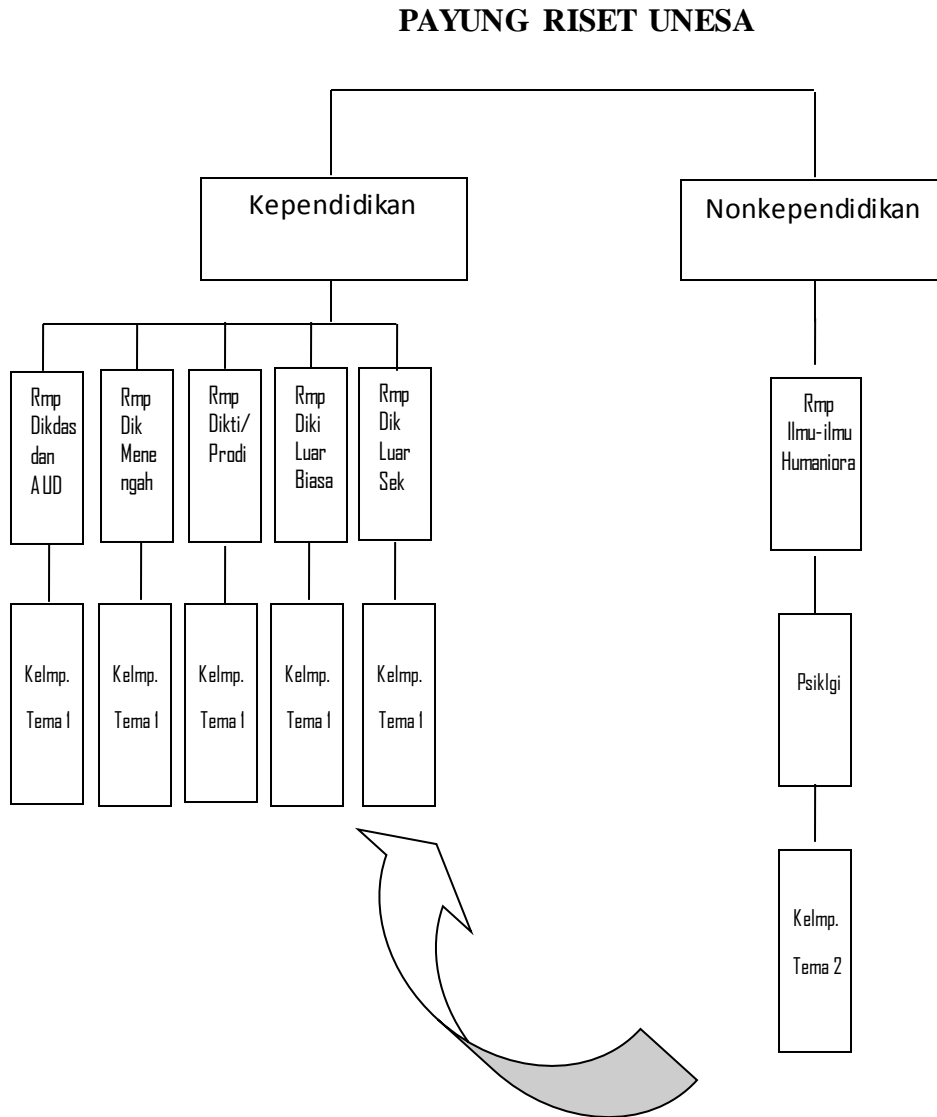 PAYUNG RISET UNESA
Kependidikan
Nonkependidikan
Rmp
Dikdas
dan
AUD
Rmp
Dik
Mene
ngah
Rmp
Dikti/
Prodi
Rmp
Diki
Luar
Biasa
Rmp
Dik
Luar
Sek
Rmp
Ilmu-ilmu
Humaniora
Kelmp.
Tema 1
Kelmp.
Tema 1
Kelmp.
Tema 1
Kelmp.
Tema 1
Kelmp.
Tema 1
Psiklgi
Kelmp.
Tema 2